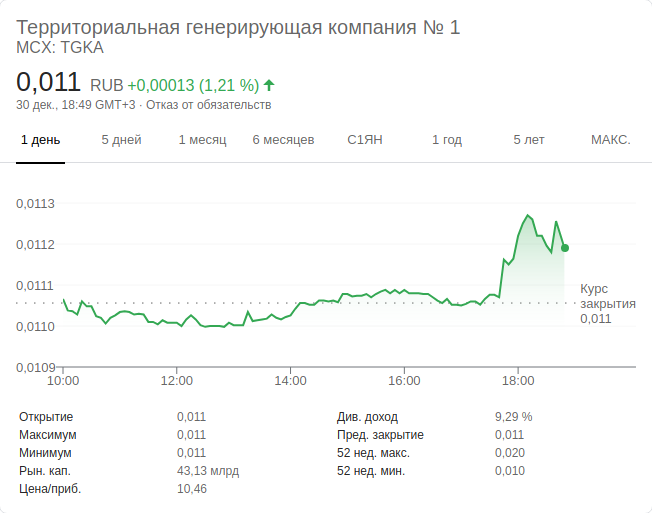 Территориальная генерирующая компания № 1
MCX: TGKA
0,011 RUB +0,00013 (1,21 %)
30 дек., 18:49 GMT+3 · Отказ от обязательств
1 день 5 дней 1 месяц 6 месяцев С1ЯН 1 год 5 лет МАКС.
0,0113
0,0112
0,0111
0,0110
0,0109
Курс
закрытия
0,011
10:00 12:00 14:00 16:00 18:00
Открытие 0,011 Див. доход 9,29 %
Максимум 0,011 Пред. закрытие 0,011
Минимум 0,011 52 нед. макс. 0,020
Рын. кап. 43,13 млрд 52 нед. мин. 0,010
Цена/приб. 10,46